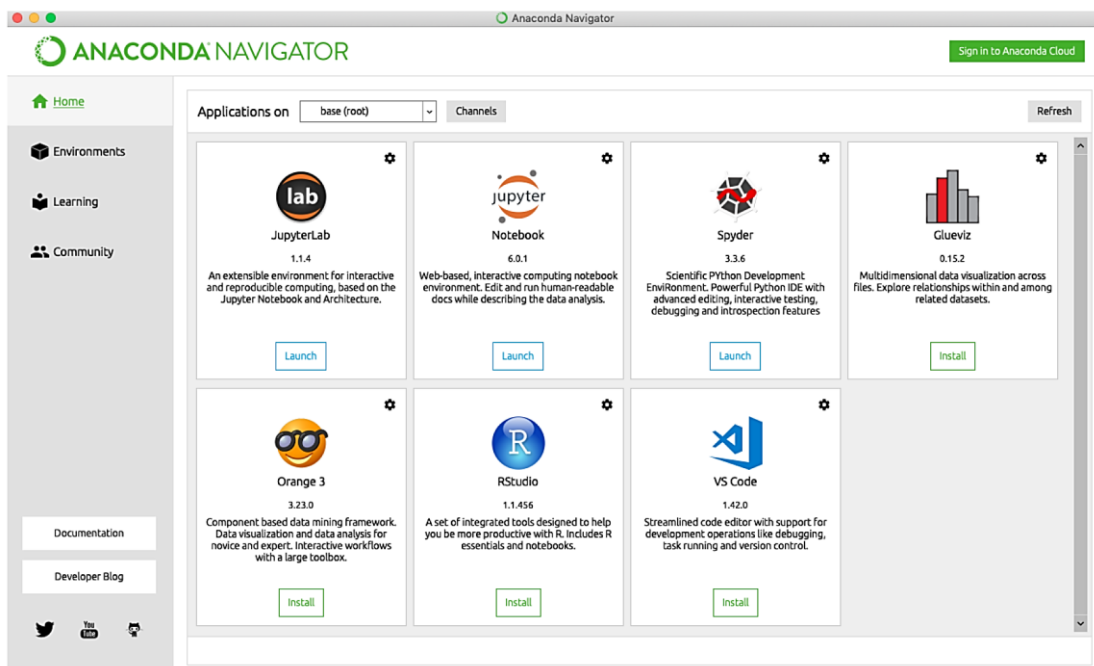 Anaconda Navigator
ANACONDA NAVIGATOR
Sign in to Anaconda Cloud
Home
Environments
Learning
Community
Documentation
Developer Blog
You
Tube
Applications on
base (root)
Channels
Refresh
lab
JupyterLab
1.1.4
An extensible environment for interactive
and reproducible computing, based on the
Jupyter Notebook and Architecture.
Launch
jupyter
Notebook
6.0.1
Web-based, interactive computing notebook
environment. Edit and run human-readable
docs while describing the data analysis.
Launch
Spyder
3.3.6
Scientific PYthon Development
EnviRonment. Powerful Python IDE with
advanced editing, interactive testing,
debugging and introspection features
Launch
Glueviz
0.15.2
Multidimensional data visualization across
files. Explore relationships within and among
related datasets.
Install
Orange 3
3.23.0
Component based data mining framework.
Data visualization and data analysis for
novice and expert. Interactive workflows
with a large toolbox.
Install
R
RStudio
1.1.456
A set of integrated tools designed to help
you be more productive with R. Includes R
essentials and notebooks.
Install
VS Code
1.42.0
Streamlined code editor with support for
development operations like debugging,
task running and version control.
Install